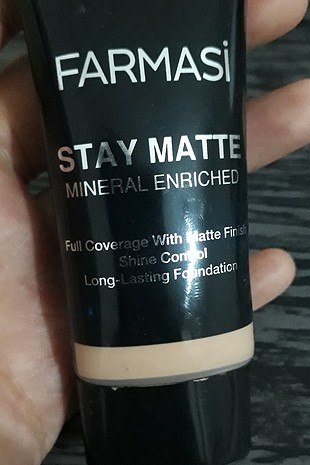 FARMASi
STAY MATTE
MINERAL ENRICHED
Full Coverage With Matte Finish
Shine Control
Long-Lasting Foundation